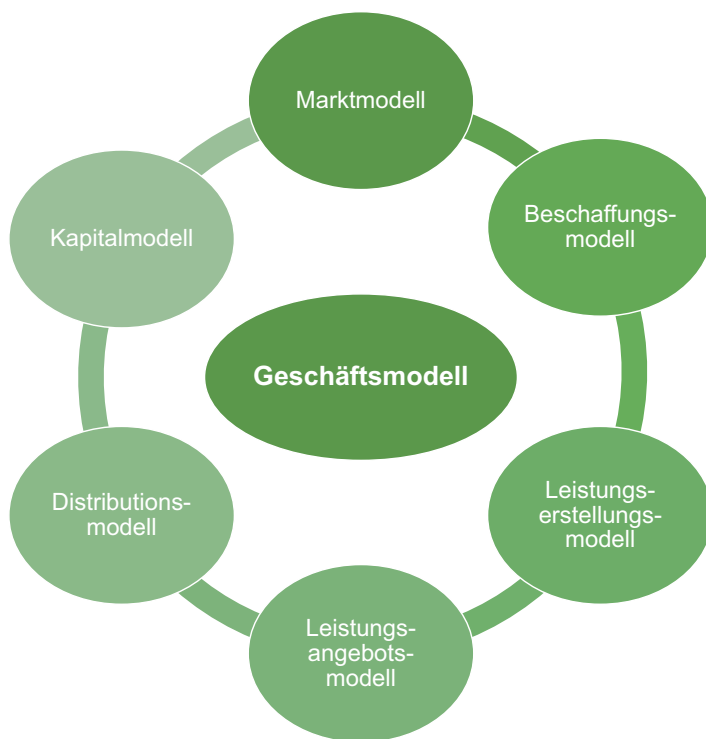 Marktmodell
Beschaffungs-
modell
Kapitalmodell
Geschäftsmodell
Distributions-
modell
Leistungs-
erstellungs-
modell
Leistungs-
angebots-
modell